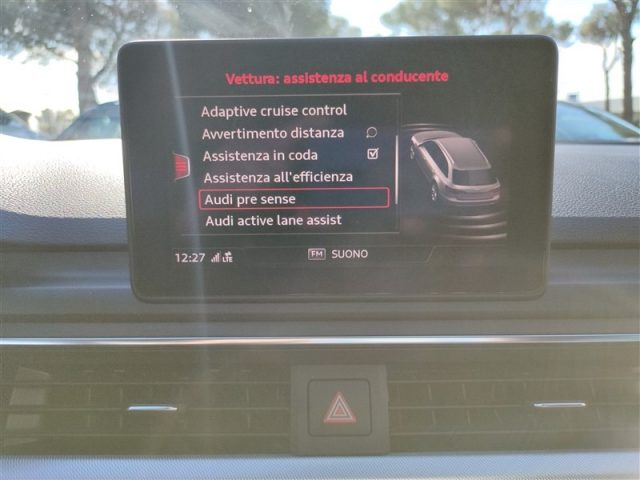 Vettura: assistenza al conducente
Adaptive cruise control
Avvertimento distanza
Assistenza in coda
Assistenza all'efficienza
Audi pre sense
Audi active lane assist
12:27 LTE FM SUONO